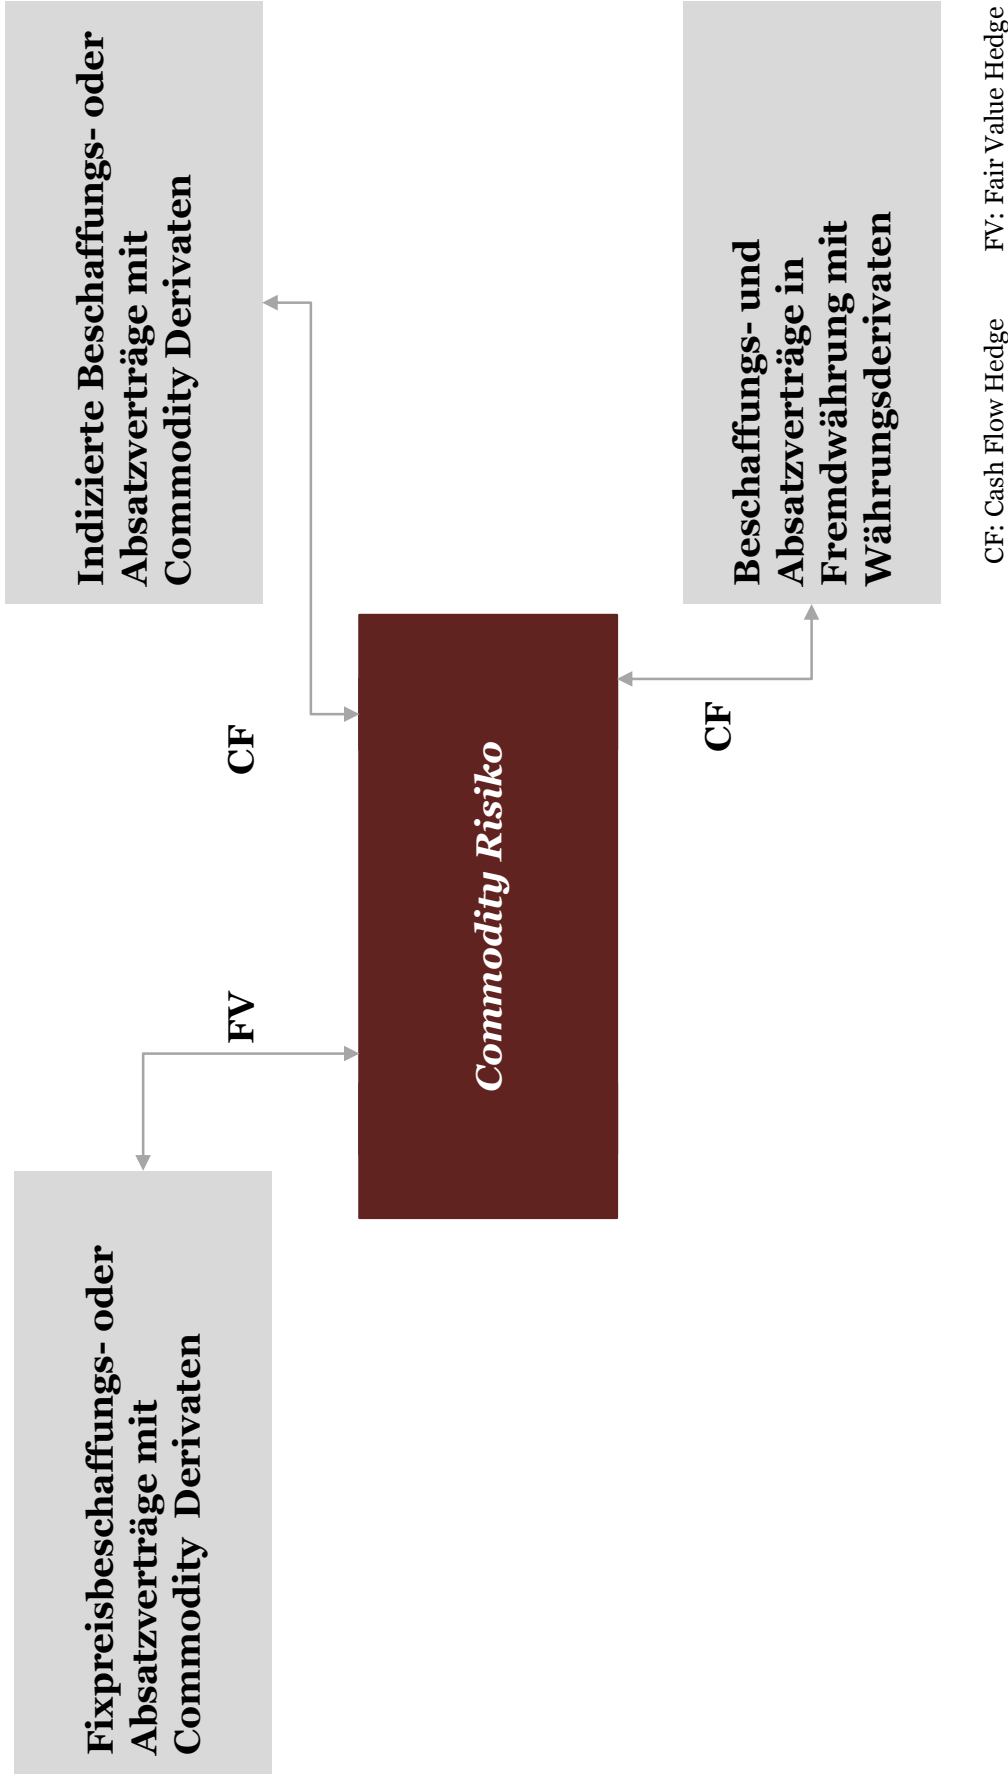 Fixpreisbeschaffungs- oder
Absatzverträge mit
Commodity  Derivaten
Indizierte Beschaffungs- oder
Absatzverträge mit
Commodity Derivaten
FV
CF
Commodity Risiko
CF
Beschaffungs- und
Absatzverträge in
Fremdwährung mit
Währungsderivaten
CF: Cash Flow Hedge
FV: Fair Value Hedge